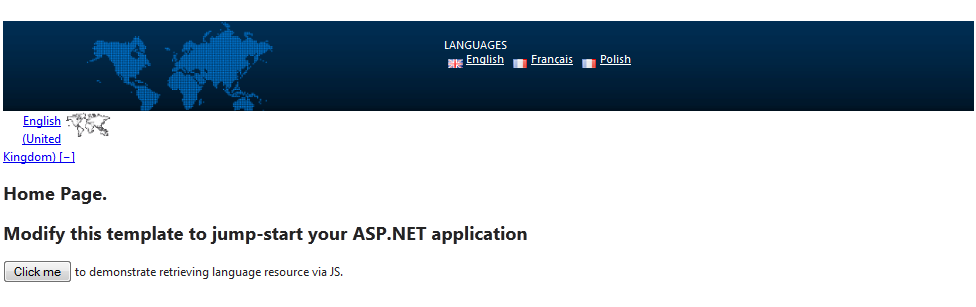 LANGUAGES
English Francais Polish
English
(United
Kingdom) [−]
Home Page.
Modify this template to jump-start your ASP.NET application
Click me to demonstrate retrieving language resource via JS.